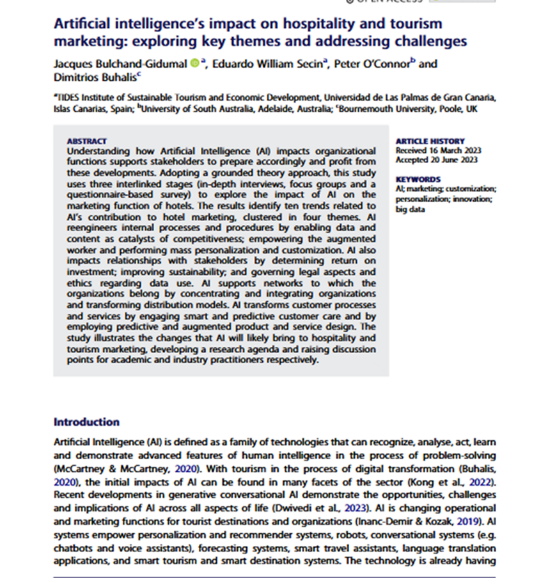 OPEN ACCESS
Artificial intelligence's impact on hospitality and tourism
marketing: exploring key themes and addressing challenges
Jacques Bulchand-Gidumal a, Eduardo William Secina, Peter O'Connorb and
Dimitrios Buhalisc
aTIDES Institute of Sustainable Tourism and Economic Development, Universidad de Las Palmas de Gran Canaria,
Islas Canarias, Spain; bUniversity of South Australia, Adelaide, Australia; cBournemouth University, Poole, UK
ABSTRACT
Understanding how Artificial Intelligence (AI) impacts organizational
functions supports stakeholders to prepare accordingly and profit from
these developments. Adopting a grounded theory approach, this study
uses three interlinked stages (in-depth interviews, focus groups and a
questionnaire-based survey) to explore the impact of AI on the
marketing function of hotels. The results identify ten trends related to
AI's contribution to hotel marketing, clustered in four themes. AI
reengineers internal processes and procedures by enabling data and
content as catalysts of competitiveness; empowering the augmented
worker and performing mass personalization and customization. AI also
impacts relationships with stakeholders by determining return on
investment; improving sustainability; and governing legal aspects and
ethics regarding data use. AI supports networks to which the
organizations belong by concentrating and integrating organizations
and transforming distribution models. AI transforms customer processes
and services by engaging smart and predictive customer care and by
employing predictive and augmented product and service design. The
study illustrates the changes that AI will likely bring to hospitality and
tourism marketing, developing a research agenda and raising discussion
points for academic and industry practitioners respectively.
ARTICLE HISTORY
Received 16 March 2023
Accepted 20 June 2023
KEYWORDS
AI; marketing; customization;
personalization; innovation;
big data
Introduction
Artificial Intelligence (AI) is defined as a family of technologies that can recognize, analyse, act, learn
and demonstrate advanced features of human intelligence in the process of problem-solving
(McCartney & McCartney, 2020). With tourism in the process of digital transformation (Buhalis,
2020), the initial impacts of AI can be found in many facets of the sector (Kong et al., 2022).
Recent developments in generative conversational AI demonstrate the opportunities, challenges
and implications of AI across all aspects of life (Dwivedi et al., 2023). AI is changing operational
and marketing functions for tourist destinations and organizations (Inanc-Demir & Kozak, 2019). AI
systems empower personalization and recommender systems, robots, conversational systems (e.g.
chatbots and voice assistants), forecasting systems, smart travel assistants, language translation
applications, and smart tourism and smart destination systems. The technology is already having